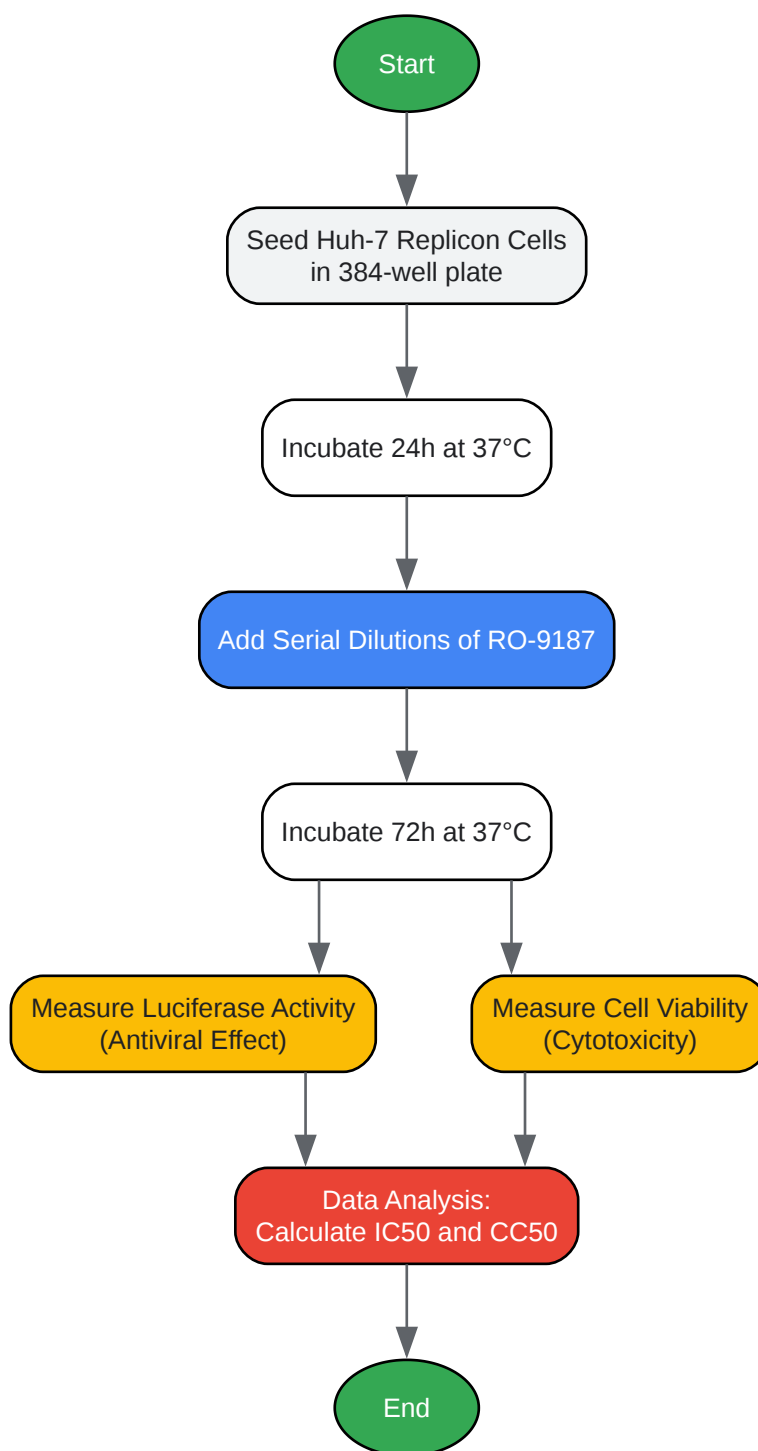 Start
Seed Huh-7 Replicon Cells
in 384-well plate
Incubate 24h at 37°C
Add Serial Dilutions of RO-9187
Incubate 72h at 37°C
Measure Luciferase Activity
(Antiviral Effect)
Measure Cell Viability
(Cytotoxicity)
Data Analysis:
Calculate IC50 and CC50
End